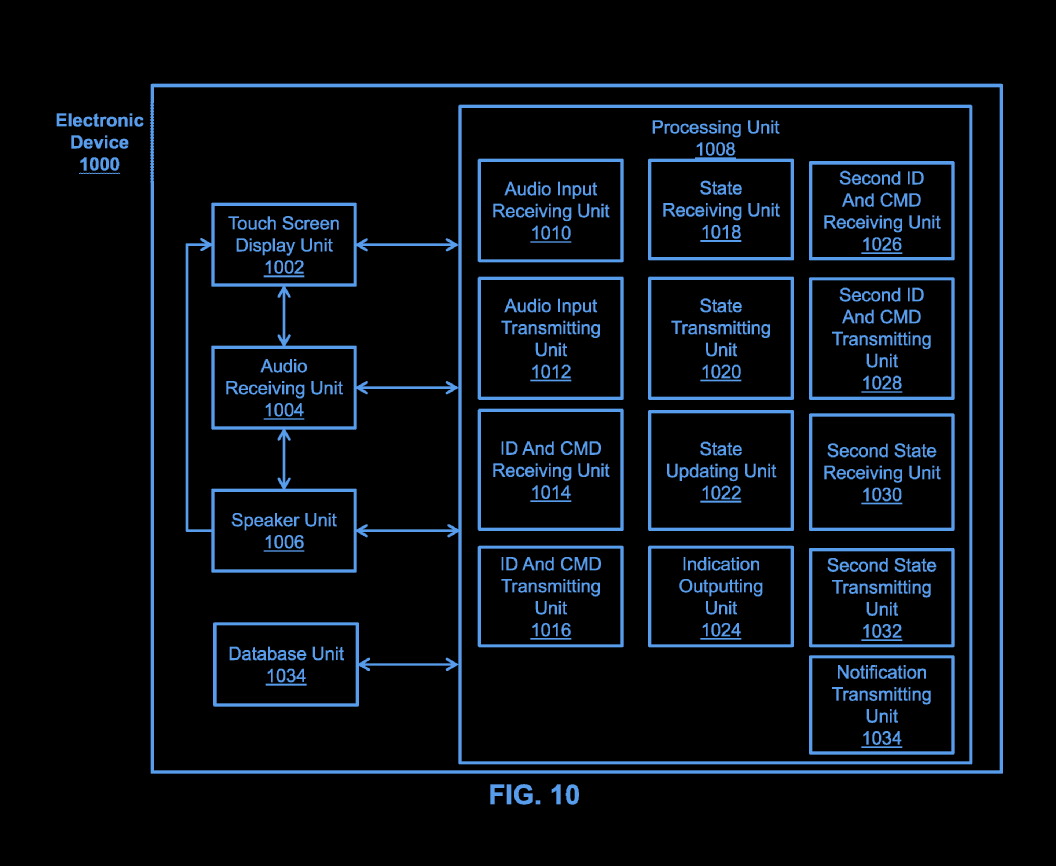 Electronic
Device
1000
Processing Unit
1008
Touch Screen
Display Unit
1002
Audio
Receiving Unit
1004
Speaker Unit
1006
Database Unit
1034
Audio Input
Receiving Unit
1010
Audio Input
Transmitting
Unit
1012
ID And CMD
Receiving Unit
1014
ID And CMD
Transmitting
Unit
1016
State
Receiving Unit
1018
State
Transmitting
Unit
1020
State
Updating Unit
1022
Indication
Outputting
Unit
1024
Second ID
And CMD
Receiving Unit
1026
Second ID
And CMD
Transmitting
Unit
1028
Second State
Receiving Unit
1030
Second State
Transmitting
Unit
1032
Notification
Transmitting
Unit
1034
FIG. 10